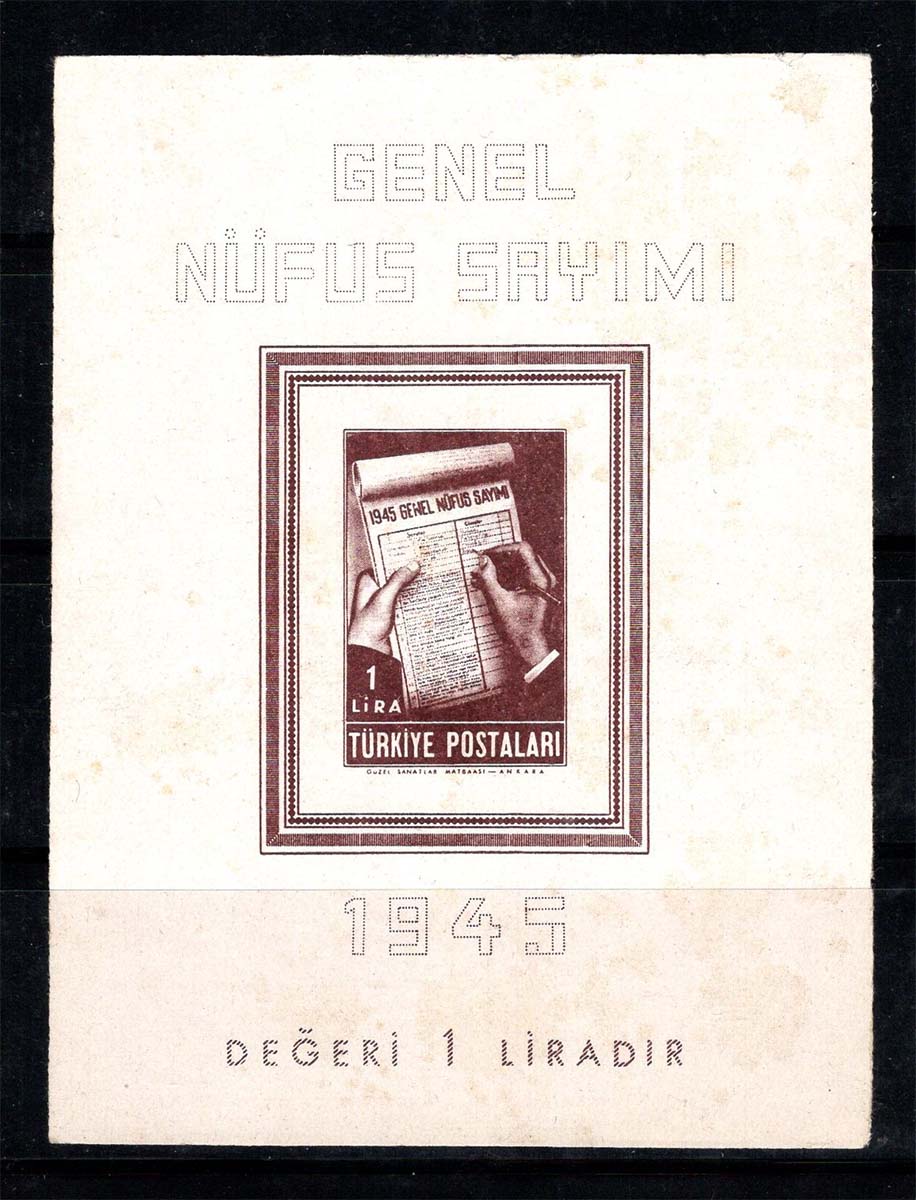 GENEL
NÜFUS SAYIMI
1945 GENEL NÜFUS SAYIMI
1
LİRA
TÜRKİYE POSTALARI
GÜZEL SANATLAR MATBAASI — ANKARA
1945
DEĞERİ 1 LİRADIR